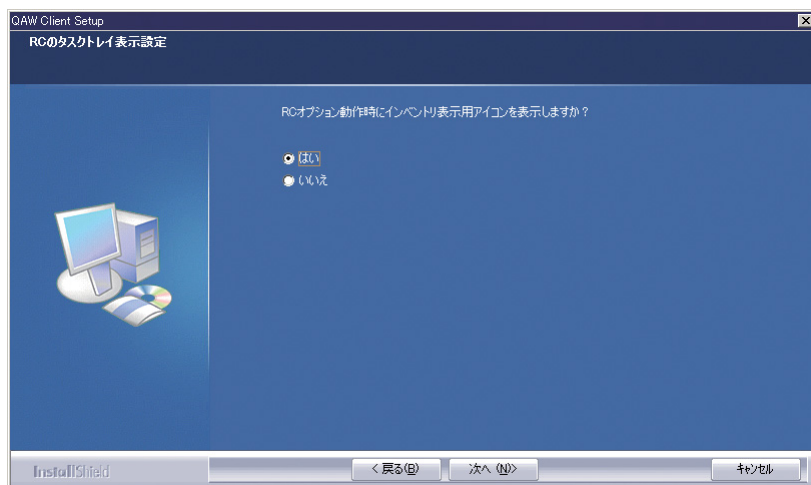 QAW Client Setup
RCのタスクトレイ表示設定
RCオプション動作時にインベントリ表示用アイコンを表示しますか？
はい
いいえ
InstallShield
< 戻る(B)
次へ (N)>
キャンセル